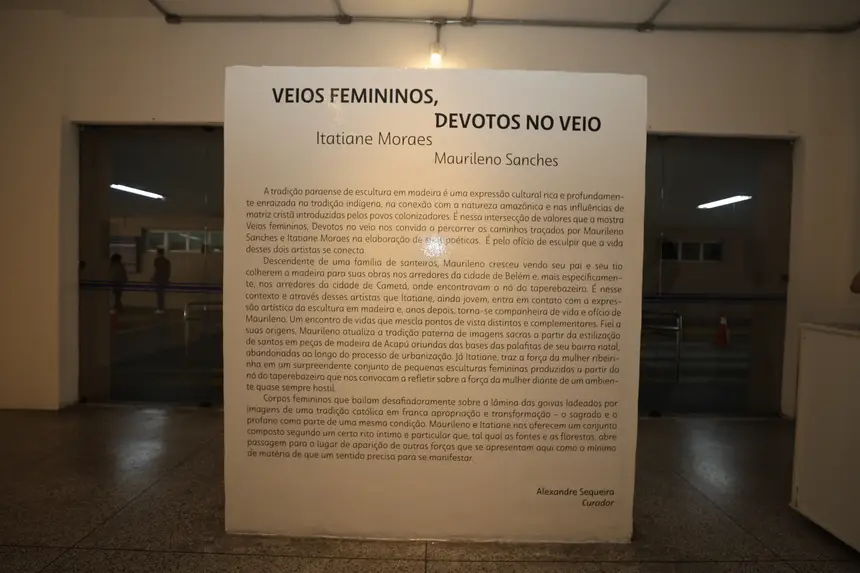 VEIOS FEMININOS,
DEVOTOS NO VEIO
Itatiane Moraes
Maurileno Sanches
A tradição paraense de escultura em madeira é uma expressão cultural rica e profundamen-
te enraizada na tradição indígena, na conexão com a natureza amazônica e nas influências de
matriz cristã introduzidas pelos povos colonizadores. É nessa intersecção de valores que a mostra
Veios femininos, Devotos no veio nos convida a percorrer os caminhos traçados por Maurileno
Sanches e Itatiane Moraes na elaboração de suas poéticas. É pelo ofício de esculpir que a vida
desses dois artistas se conecta.
Descendente de uma família de santeiros, Maurileno cresceu vendo seu pai e seu tio
colherem a madeira para suas obras nos arredores da cidade de Belém e, mais especificamen-
te, nos arredores da cidade de Cametá, onde encontravam o nó do taperebazeiro. É nesse
contexto e através desses artistas que Itatiane, ainda jovem, entra em contato com a expres-
são artística da escultura em madeira e, anos depois, torna-se companheira de vida e ofício de
Maurileno. Um encontro de vidas que mescla pontos de vista distintos e complementares. Fiel a
suas origens, Maurileno atualiza a tradição paterna de imagens sacras a partir da estilização
de santos em peças de madeira de Acapú oriundas das bases das palafitas de seu bairro natal,
abandonadas ao longo do processo de urbanização. Já Itatiane, traz a força da mulher ribeiri-
nha em um surpreendente conjunto de pequenas esculturas femininas produzidas a partir do
nó do taperebazeiro que nos convocam a refletir sobre a força da mulher diante de um ambien-
te quase sempre hostil.
Corpos femininos que bailam desafiadoramente sobre a lâmina das goivas ladeados por
imagens de uma tradição católica em franca apropriação e transformação – o sagrado e o
profano como parte de uma mesma condição. Maurileno e Itatiane nos oferecem um conjunto
composto segundo um certo rito íntimo e particular que, tal qual as fontes e as florestas, abre
passagem para o lugar de aparição de outras forças que se apresentam aqui como o mínimo
de matéria de que um sentido precisa para se manifestar.
Alexandre Sequeira
Curador